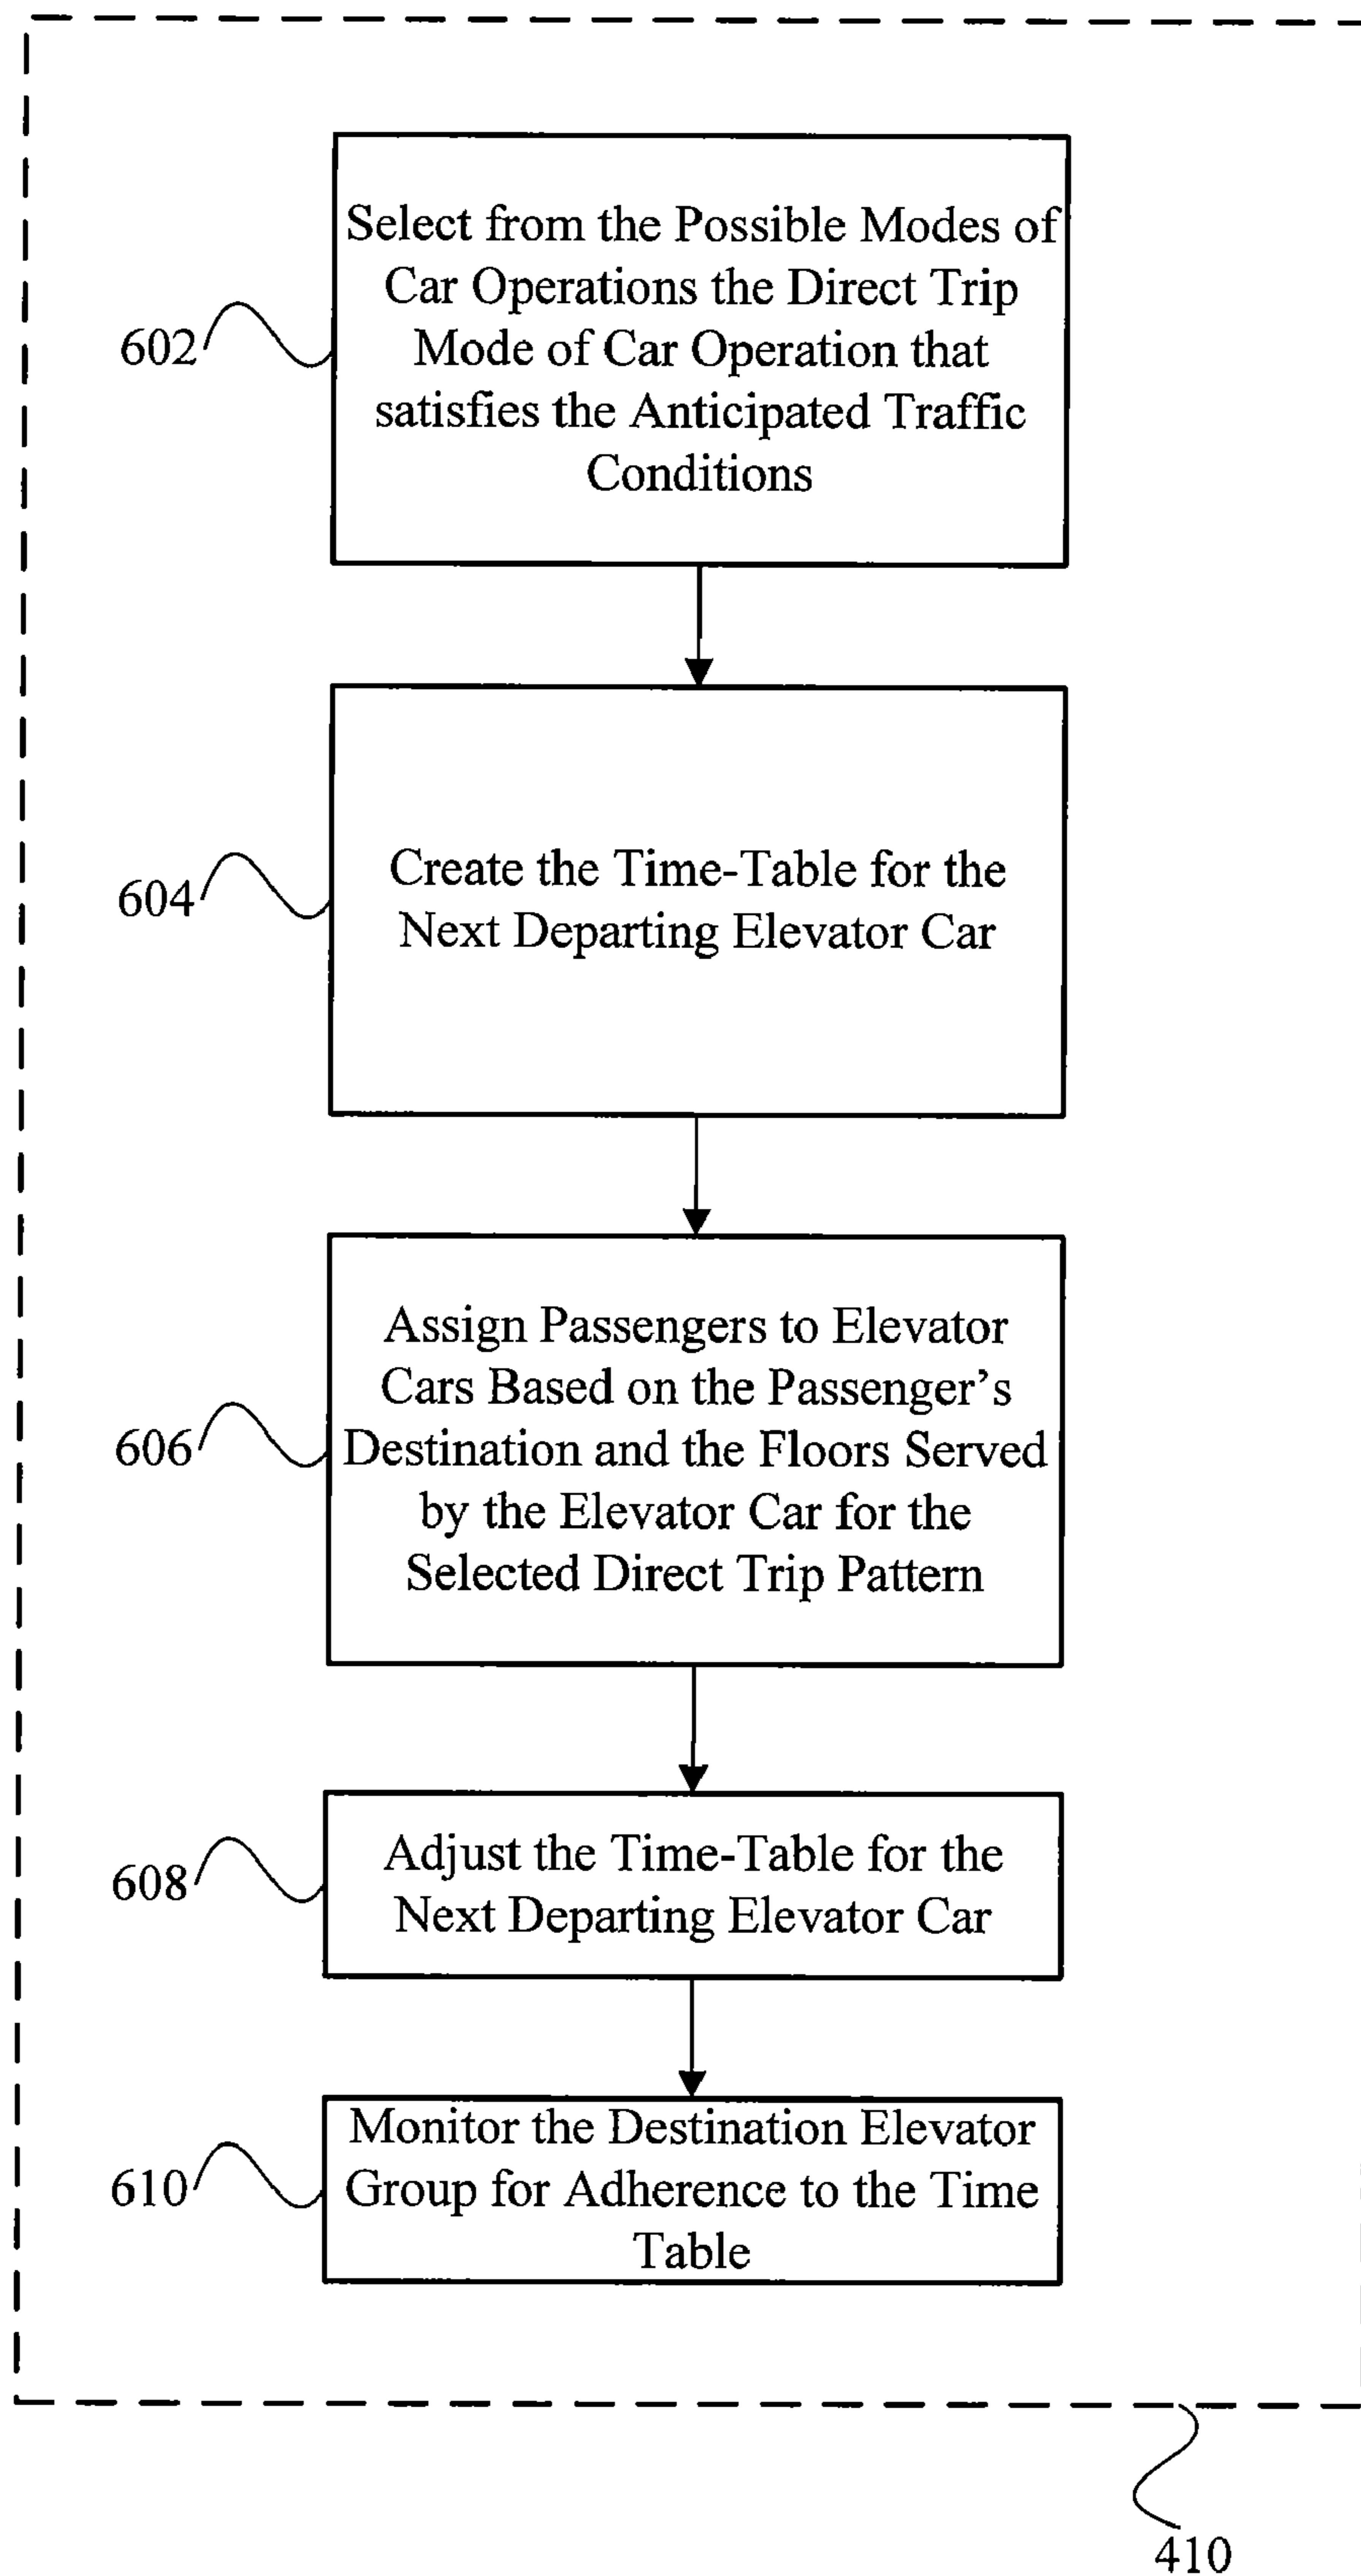 Select from the Possible Modes of
Car Operations the Direct Trip
Mode of Car Operation that
satisfies the Anticipated Traffic
Conditions
602
Create the Time-Table for the
Next Departing Elevator Car
604
Assign Passengers to Elevator
Cars Based on the Passenger’s
Destination and the Floors Served
by the Elevator Car for the
Selected Direct Trip Pattern
606
Adjust the Time-Table for the
Next Departing Elevator Car
608
Monitor the Destination Elevator
Group for Adherence to the Time
Table
610
410